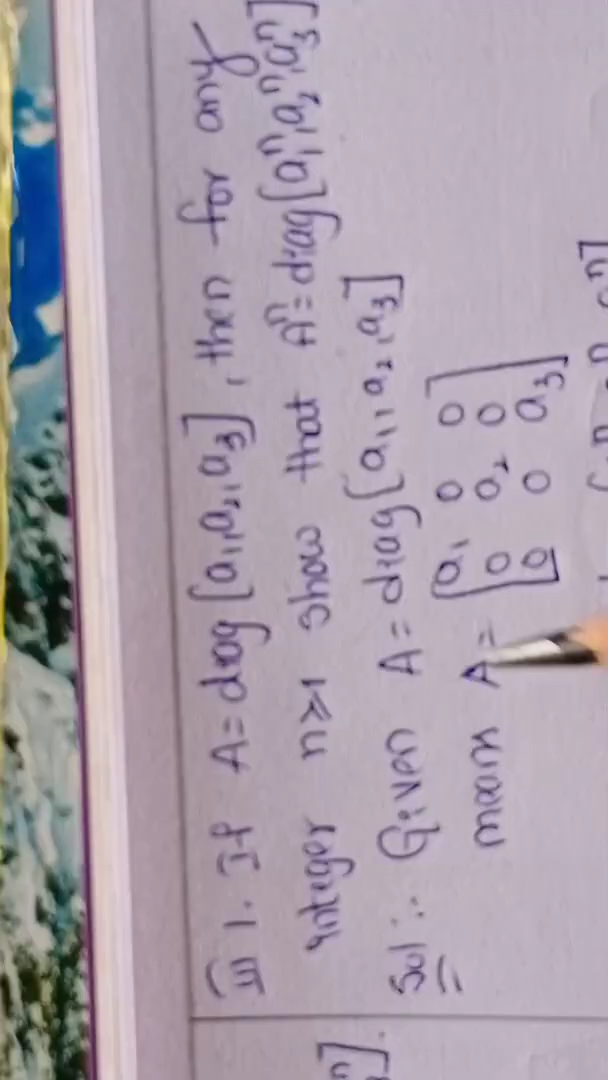 III 1. If A = diag [a₁, a₂, a₃], then for any
integer n≥1 show that Aⁿ = diag [a₁ⁿ, a₂ⁿ, a₃ⁿ]
Sol: Given A = diag [a₁, a₂, a₃]
A = [a₁ 0 0
0 a₂ 0
0 0 a₃]